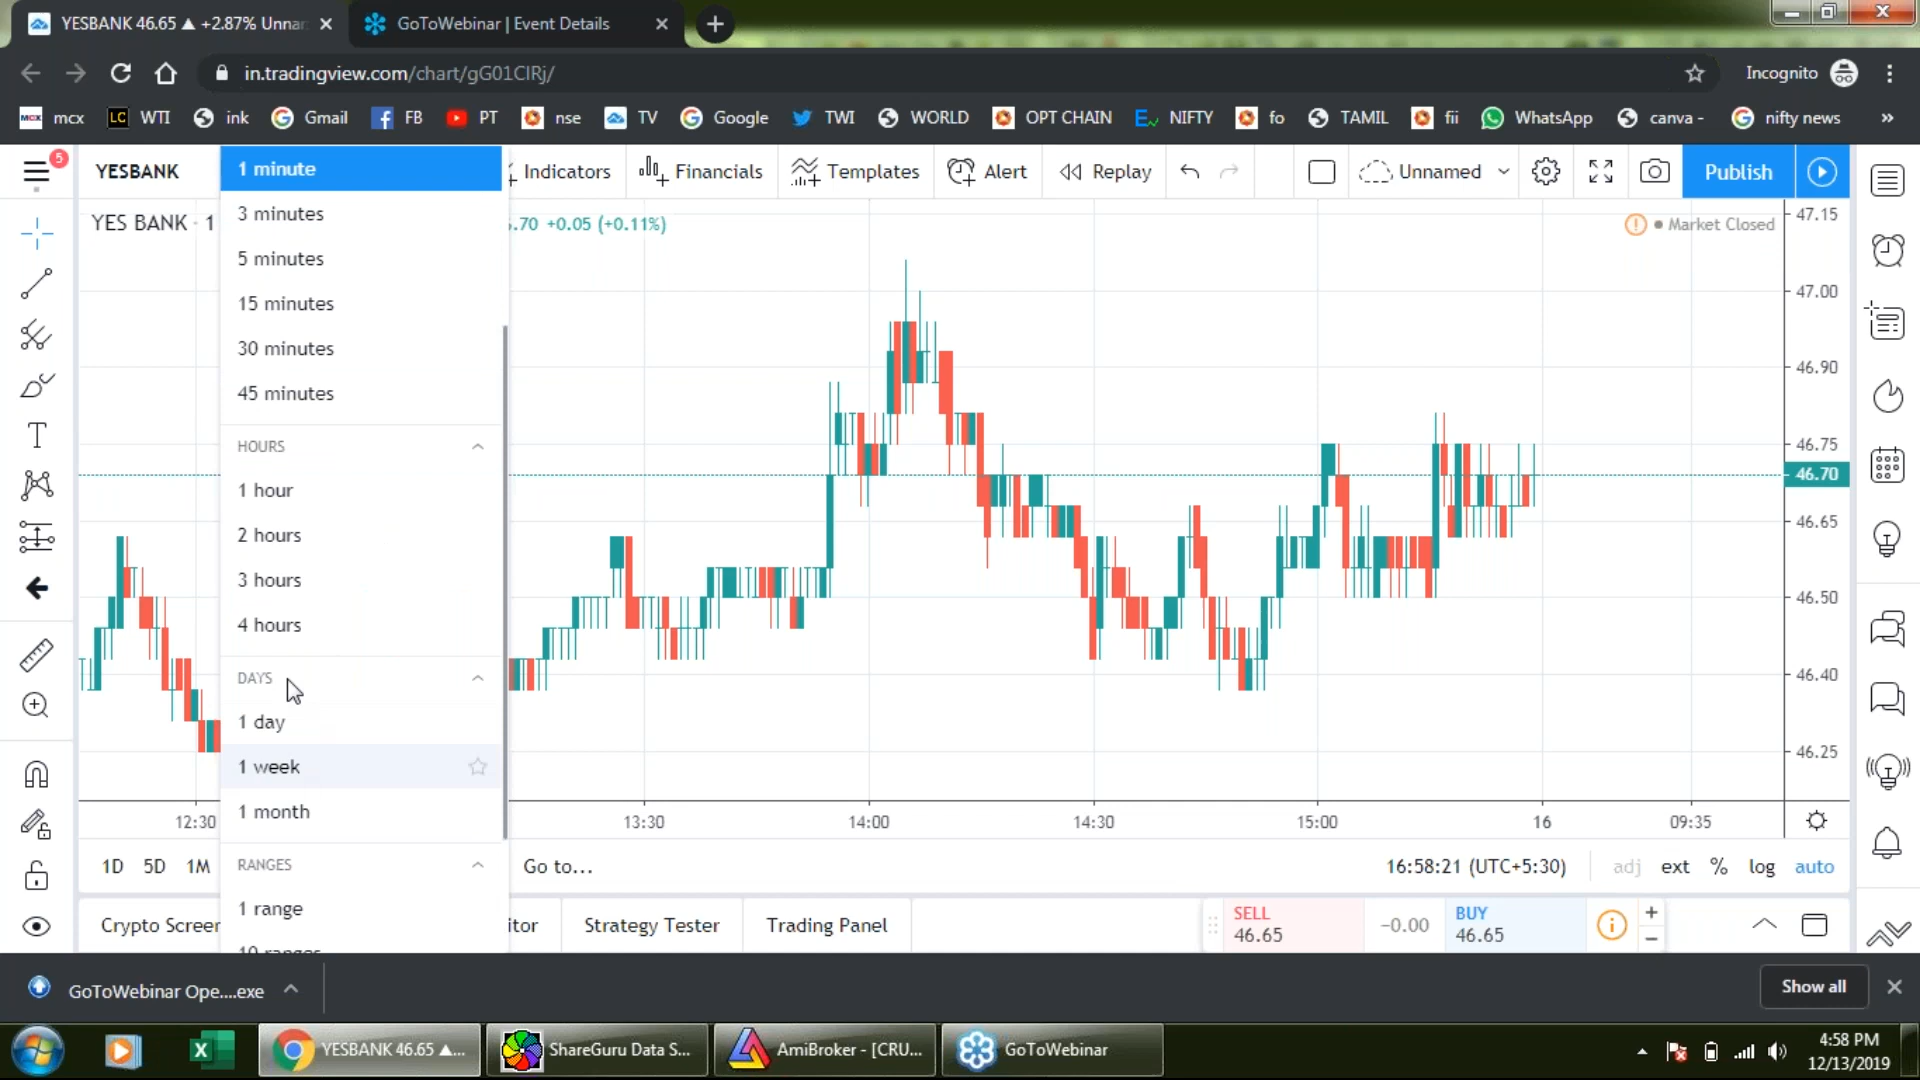 YESBANK 46.65 ▲ +2.87% Unnar
GoToWebinar | Event Details
in.tradingview.com/chart/gG01ClRj/
Incognito
mcx
WTI
ink
Gmail
FB
PT
nse
TV
Google
TWI
WORLD
OPT CHAIN
NIFTY
fo
TAMIL
fii
WhatsApp
canva -
nifty news
»
5
YESBANK
1 minute
Indicators
Financials
Templates
Alert
Replay
Unnamed
Publish
YES BANK · 1
.70 +0.05 (+0.11%)
Market Closed
3 minutes
5 minutes
15 minutes
30 minutes
45 minutes
HOURS
1 hour
2 hours
3 hours
4 hours
DAYS
1 day
1 week
1 month
RANGES
1 range
10 ranges
47.15
47.00
46.90
46.75
46.70
46.65
46.50
46.40
46.25
12:30
13:30
14:00
14:30
15:00
16
09:35
1D 5D 1M
Go to...
16:58:21 (UTC+5:30)
adj ext % log auto
Crypto Screer
itor
Strategy Tester
Trading Panel
SELL
46.65
−0.00
BUY
46.65
GoToWebinar Ope....exe
Show all
YESBANK 46.65 ▲...
ShareGuru Data S...
AmiBroker - [CRU...
GoToWebinar
4:58 PM
12/13/2019